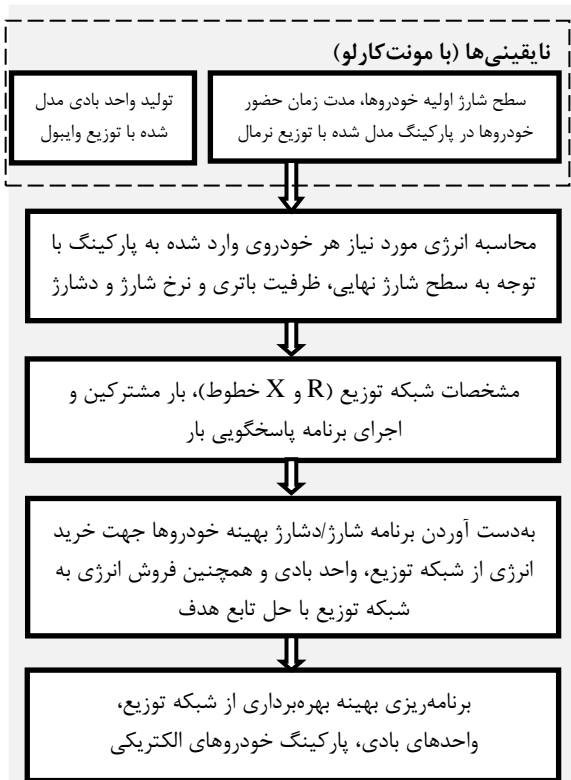 نایقینی‌ها (با مونت‌کارلو)
سطح شارژ اولیه خودروها، مدت زمان حضور
خودروها در پارکینگ مدل شده با توزیع نرمال
تولید واحد بادی مدل
شده با توزیع وایبول
محاسبه انرژی مورد نیاز هر خودروی وارد شده به پارکینگ با
توجه به سطح شارژ نهایی، ظرفیت باتری و نرخ شارژ و دشارژ
مشخصات شبکه توزیع (R و X خطوط)، بار مشترکین و
اجرای برنامه پاسخگویی بار
به‌دست آوردن برنامه شارژ/دشارژ بهینه خودروها جهت خرید
انرژی از شبکه توزیع، واحد بادی و همچنین فروش انرژی به
شبکه توزیع با حل تابع هدف
برنامه‌ریزی بهینه بهره‌برداری از شبکه توزیع،
واحدهای بادی، پارکینگ خودروهای الکتریکی